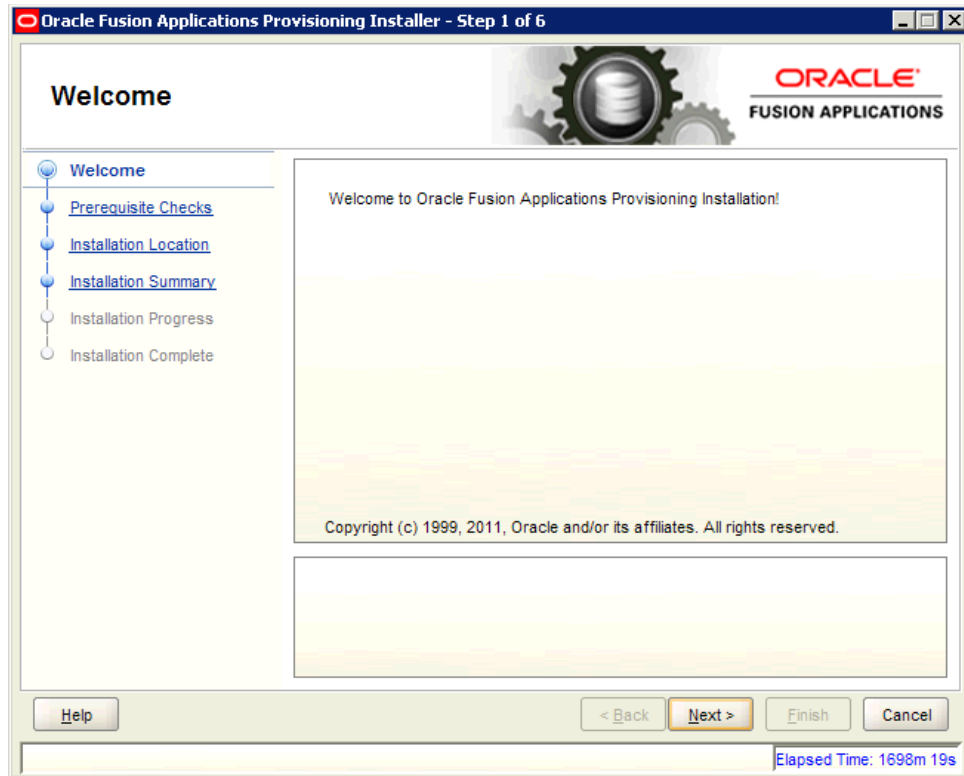 Oracle Fusion Applications Provisioning Installer - Step 1 of 6
Welcome
ORACLE
FUSION APPLICATIONS
Welcome
Prerequisite Checks
Installation Location
Installation Summary
Installation Progress
Installation Complete
Welcome to Oracle Fusion Applications Provisioning Installation!
Copyright (c) 1999, 2011, Oracle and/or its affiliates. All rights reserved.
Help
< Back
Next >
Finish
Cancel
Elapsed Time: 1698m 19s